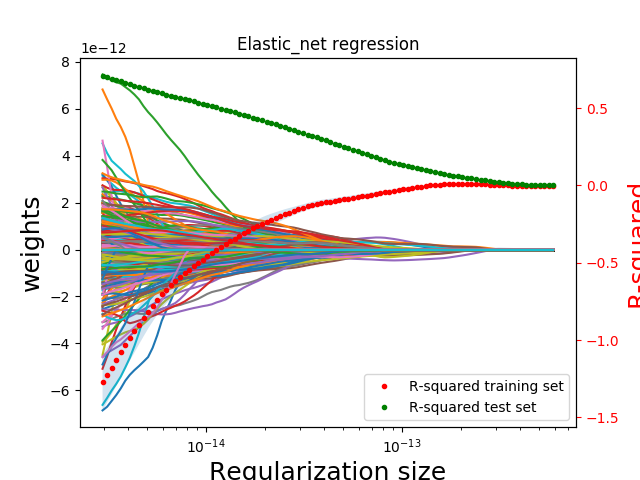 Elastic_net regression
1e−12
8
6
4
2
0
−2
−4
−6
weights
0.5
0.0
−0.5
−1.0
−1.5
R-squared
R-squared training set
R-squared test set
10−14
10−13
Regularization size